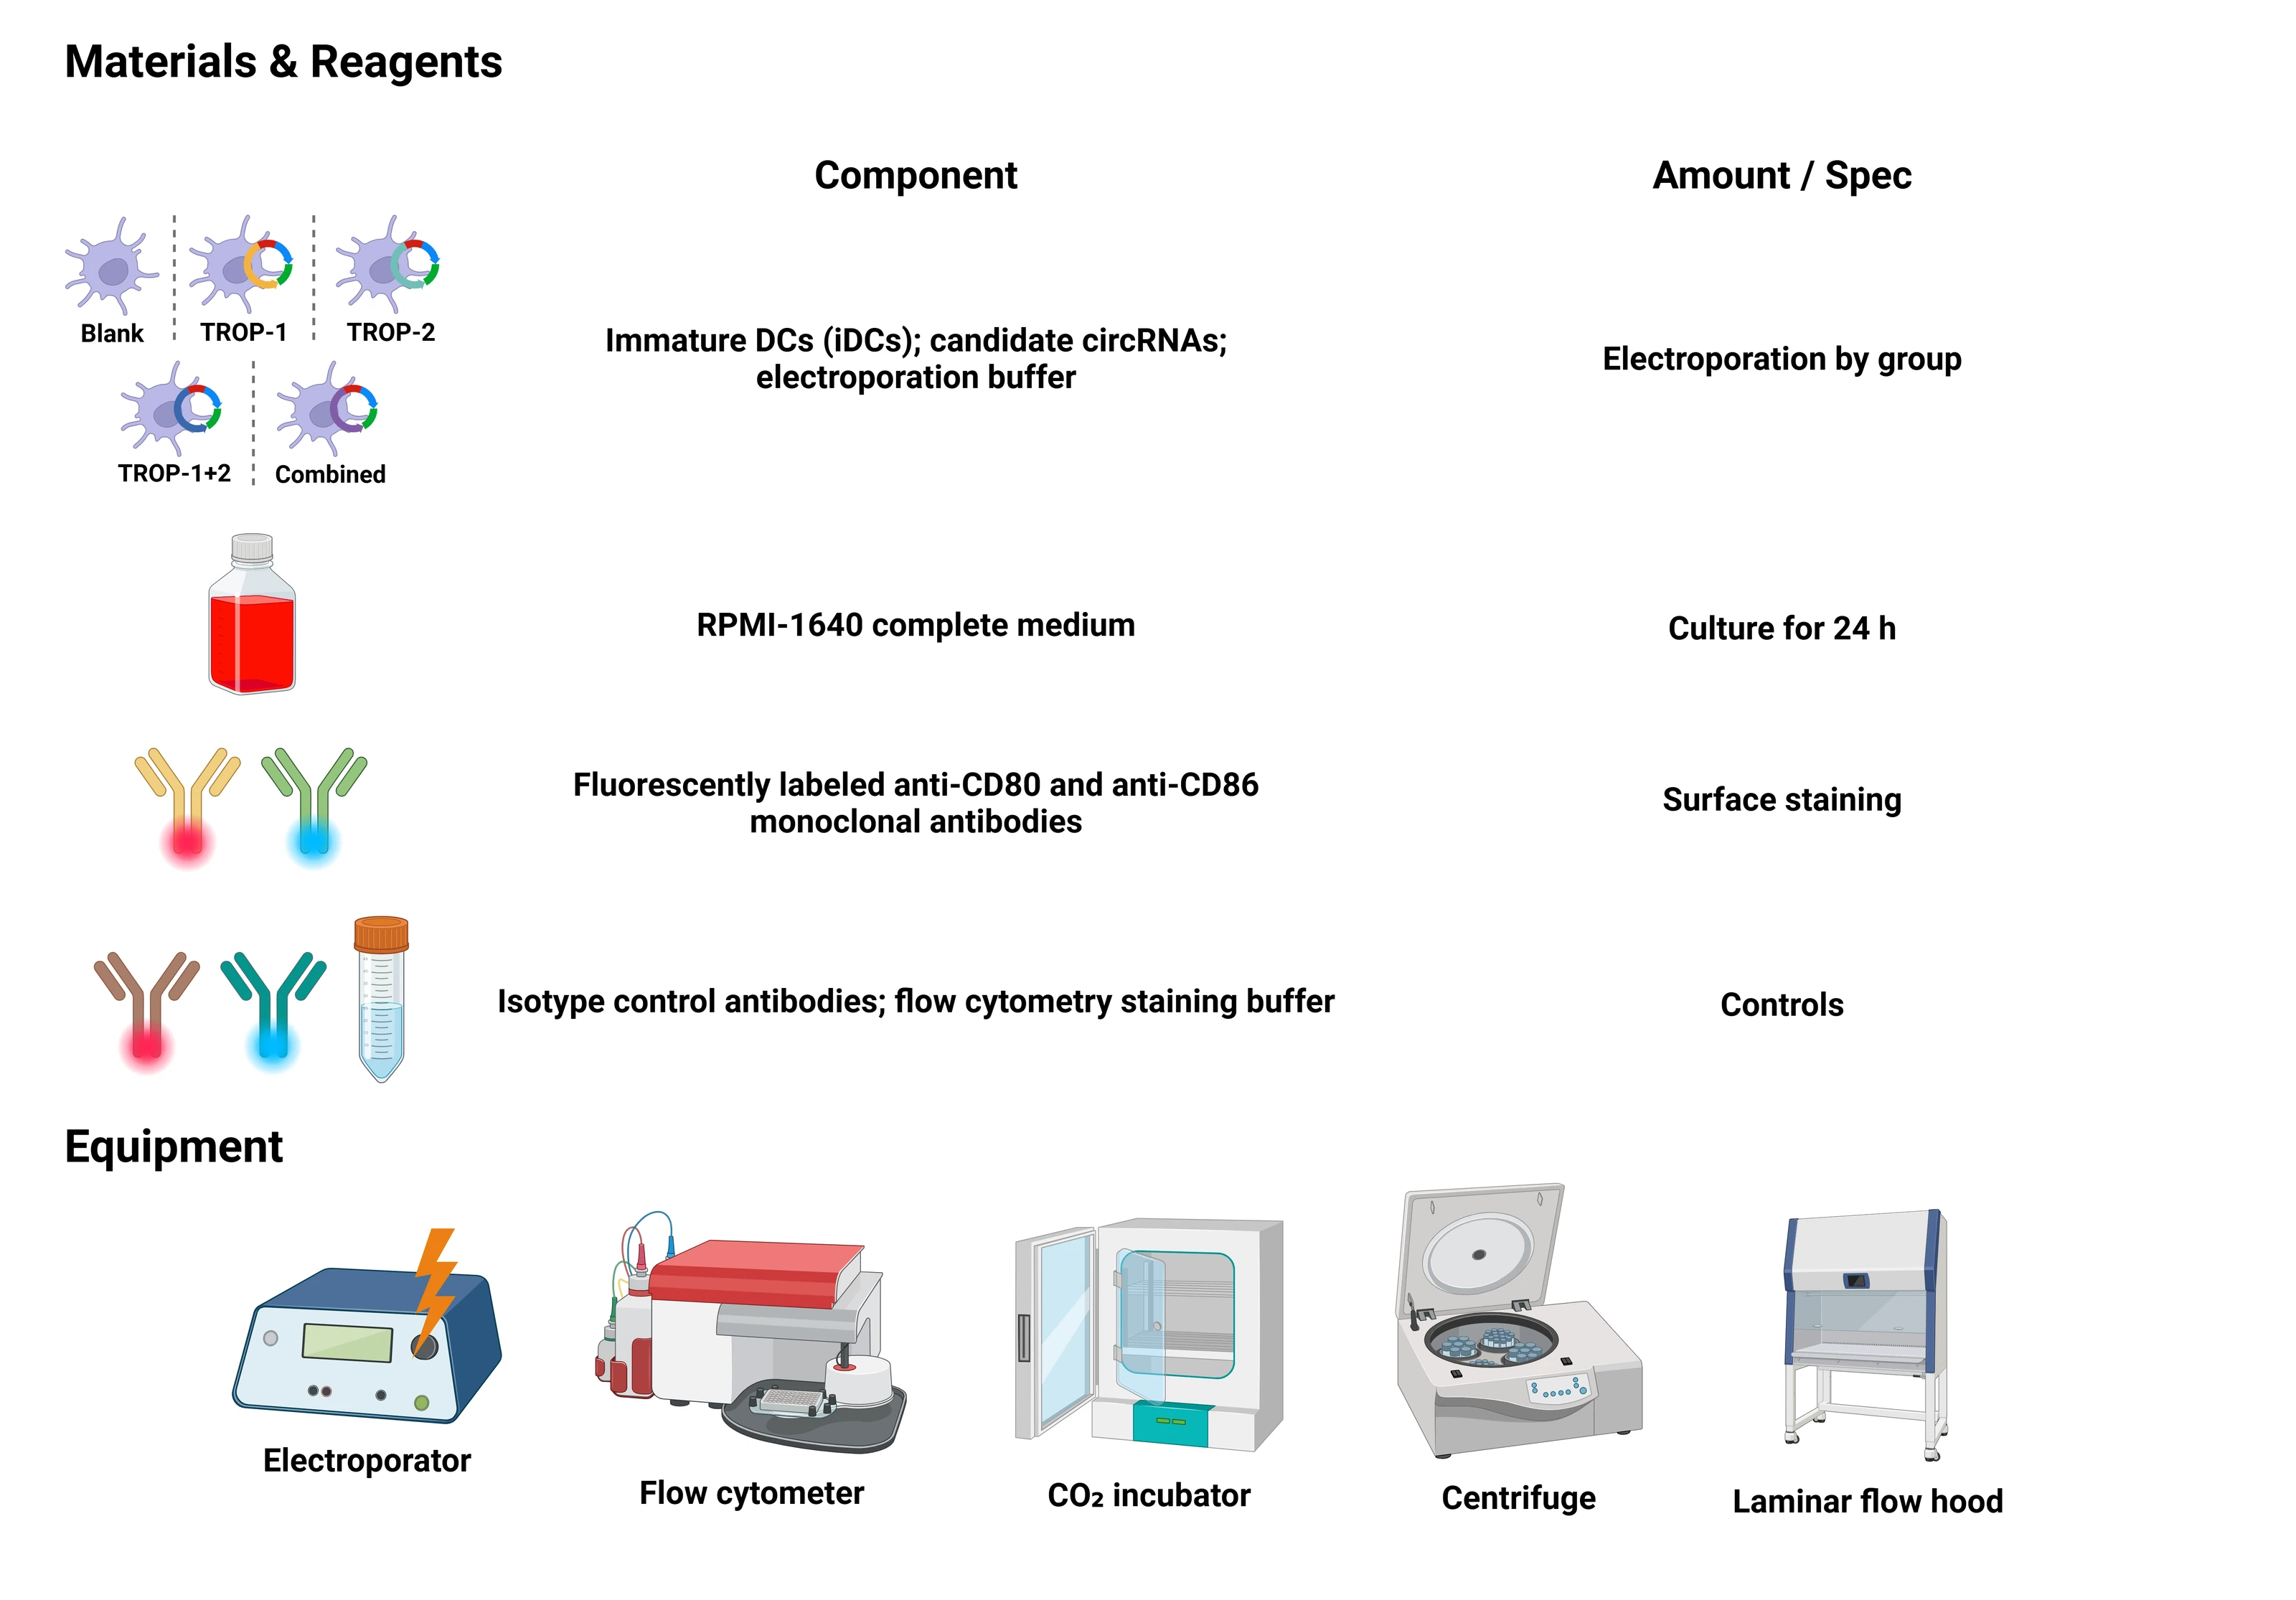 Materials & Reagents
Component
Amount / Spec
Blank
TROP-1
TROP-2
TROP-1+2
Combined
Immature DCs (iDCs); candidate circRNAs;
electroporation buffer
Electroporation by group
RPMI-1640 complete medium
Culture for 24 h
Fluorescently labeled anti-CD80 and anti-CD86
monoclonal antibodies
Surface staining
Isotype control antibodies; flow cytometry staining buffer
Controls
Equipment
Electroporator
Flow cytometer
CO₂ incubator
Centrifuge
Laminar flow hood